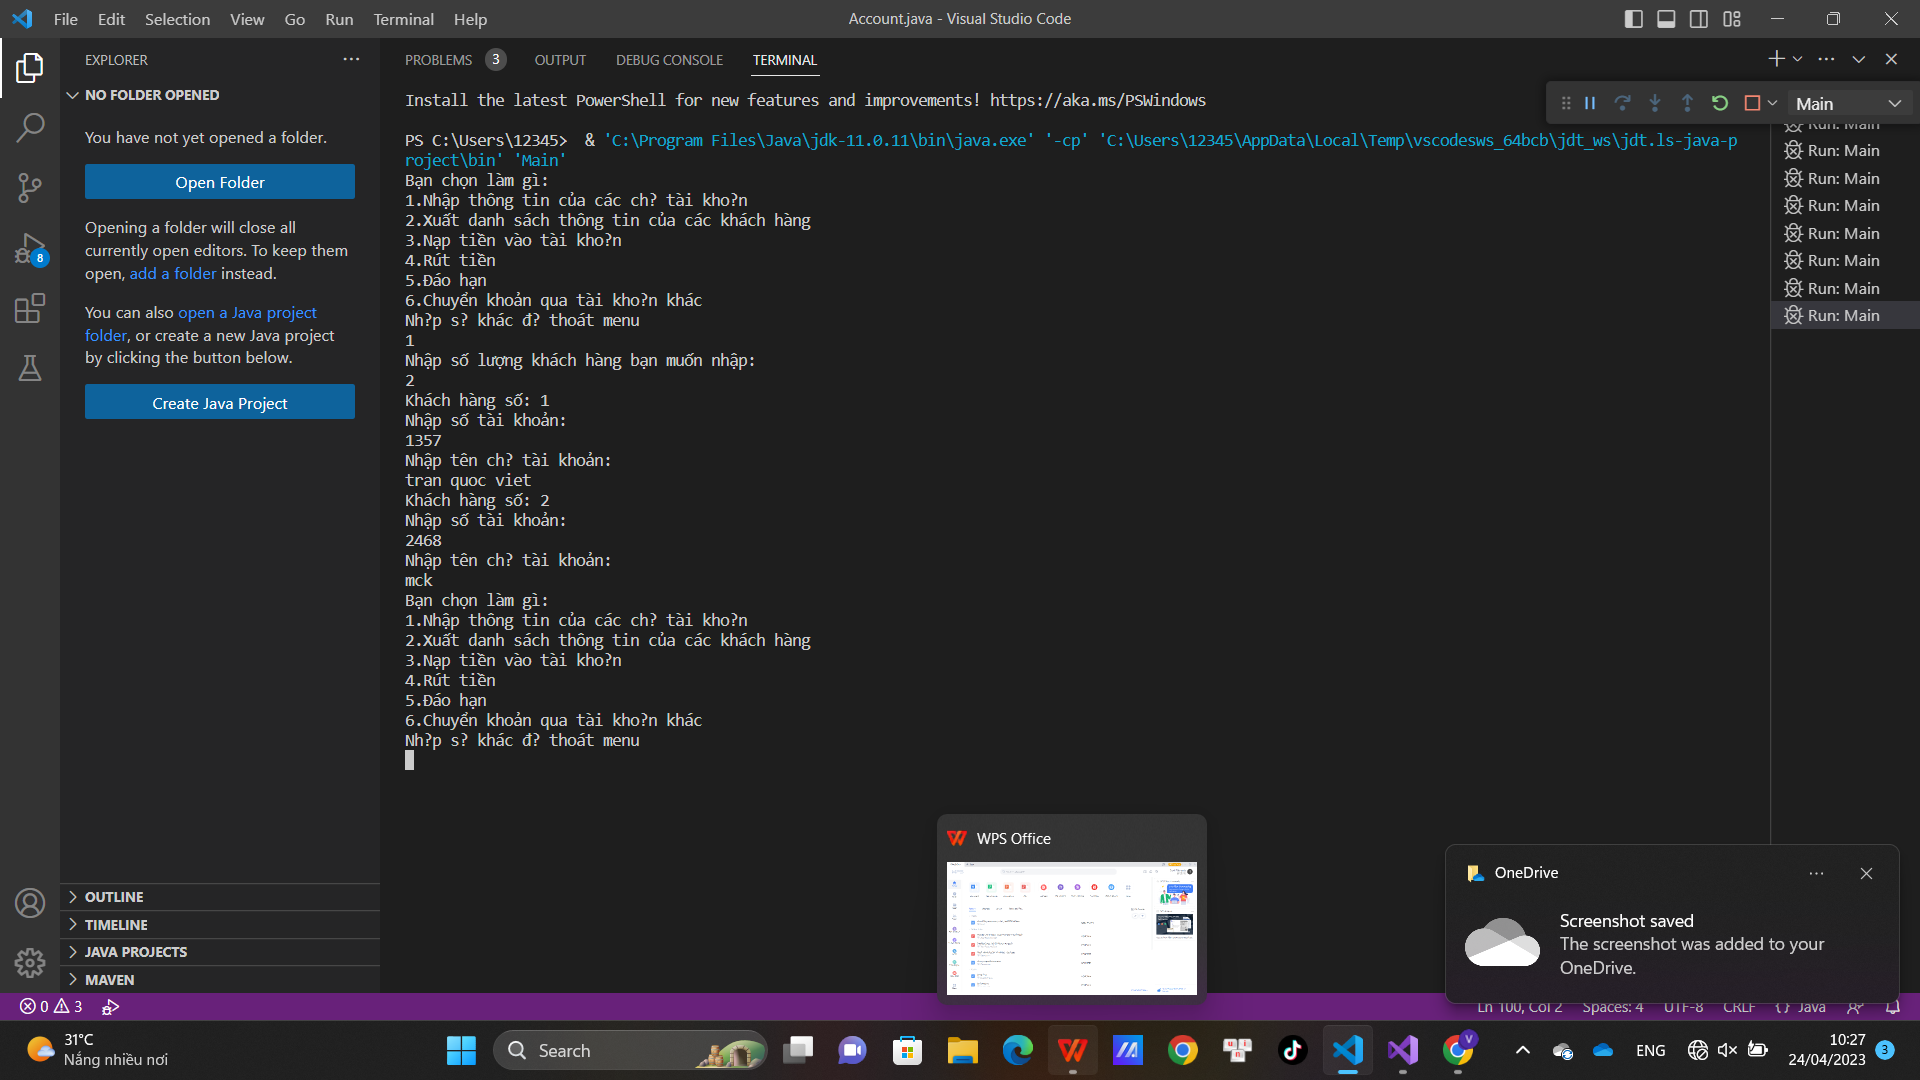 File Edit Selection View Go Run Terminal Help
Account.java - Visual Studio Code
EXPLORER
NO FOLDER OPENED
You have not yet opened a folder.
Open Folder
Opening a folder will close all
currently open editors. To keep them
open, add a folder instead.
You can also open a Java project
folder, or create a new Java project
by clicking the button below.
Create Java Project
OUTLINE
TIMELINE
JAVA PROJECTS
MAVEN
8
PROBLEMS 3 OUTPUT DEBUG CONSOLE TERMINAL
Install the latest PowerShell for new features and improvements! https://aka.ms/PSWindows
PS C:\Users\12345> & 'C:\Program Files\Java\jdk-11.0.11\bin\java.exe' '-cp' 'C:\Users\12345\AppData\Local\Temp\vscodesws_64bcb\jdt_ws\jdt.ls-java-p
roject\bin' 'Main'
Bạn chọn làm gì:
1.Nhập thông tin của các ch? tài kho?n
2.Xuất danh sách thông tin của các khách hàng
3.Nạp tiền vào tài kho?n
4.Rút tiền
5.Đáo hạn
6.Chuyển khoản qua tài kho?n khác
Nh?p s? khác đ? thoát menu
1
Nhập số lượng khách hàng bạn muốn nhập:
2
Khách hàng số: 1
Nhập số tài khoản:
1357
Nhập tên ch? tài khoản:
tran quoc viet
Khách hàng số: 2
Nhập số tài khoản:
2468
Nhập tên ch? tài khoản:
mck
Bạn chọn làm gì:
1.Nhập thông tin của các ch? tài kho?n
2.Xuất danh sách thông tin của các khách hàng
3.Nạp tiền vào tài kho?n
4.Rút tiền
5.Đáo hạn
6.Chuyển khoản qua tài kho?n khác
Nh?p s? khác đ? thoát menu
Main
Run: Main
Run: Main
Run: Main
Run: Main
Run: Main
Run: Main
Run: Main
Run: Main
WPS Office
OneDrive
Screenshot saved
The screenshot was added to your
OneDrive.
0 3
Ln 100, Col 2 Spaces: 4 UTF-8 CRLF {} Java
31°C
Nắng nhiều nơi
Search
V
ENG
10:27
24/04/2023
3